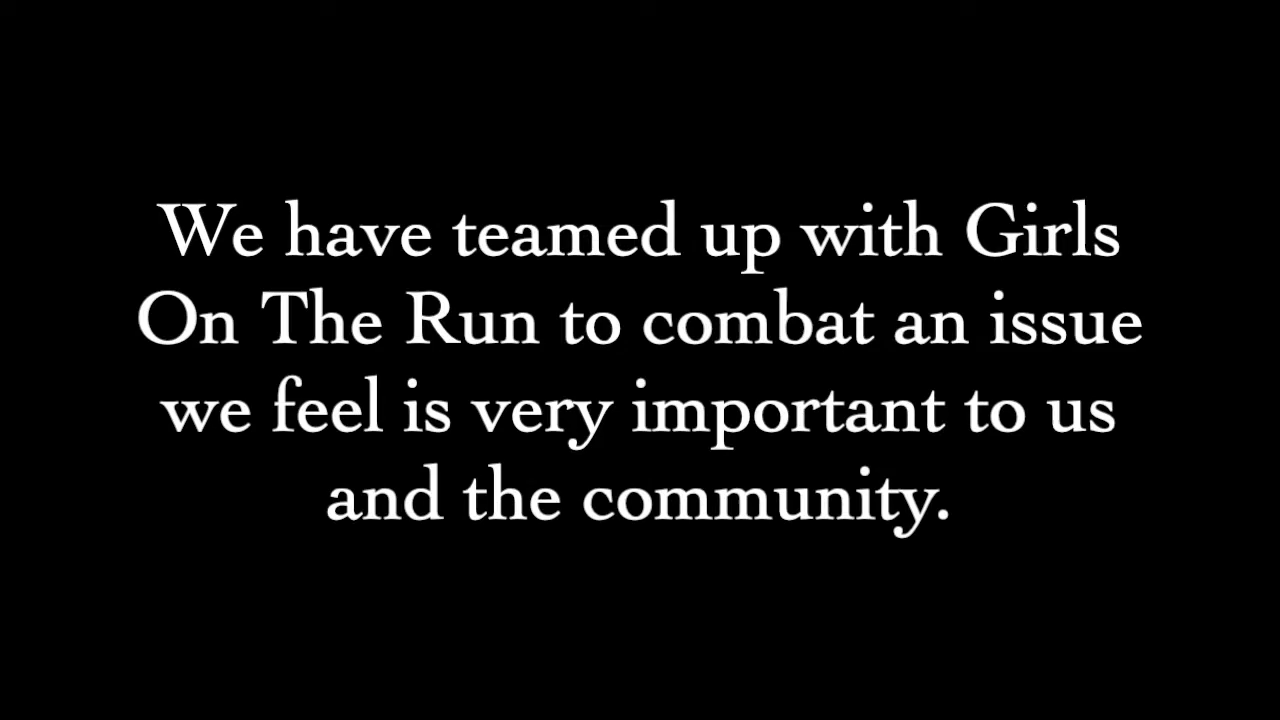 We have teamed up with Girls
On The Run to combat an issue
we feel is very important to us
and the community.